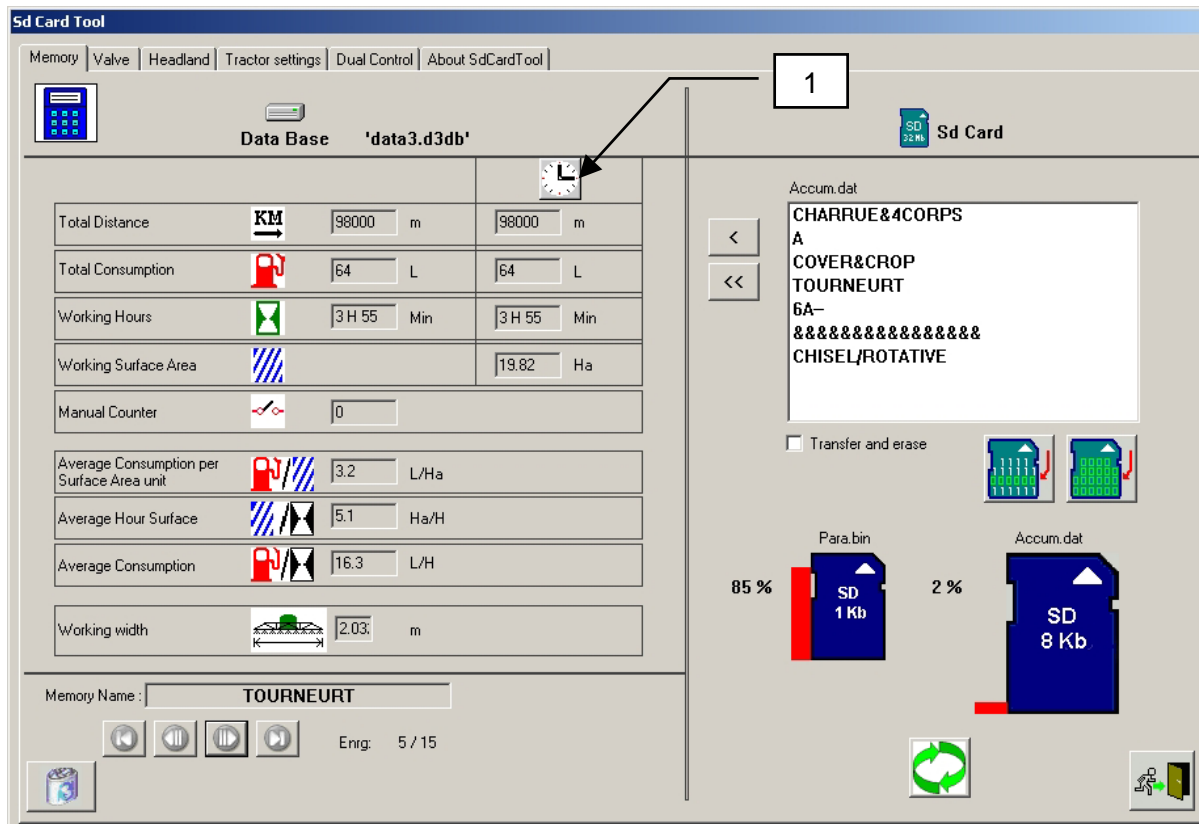 Sd Card Tool
Memory Valve Headland Tractor settings Dual Control About SdCardTool
1
Data Base 'data3.d3db'
Total Distance KM 98000 m 98000 m
Total Consumption 64 L 64 L
Working Hours 3 H 55 Min 3 H 55 Min
Working Surface Area 19.82 Ha
Manual Counter 0
Average Consumption per
Surface Area unit 3.2 L/Ha
Average Hour Surface 5.1 Ha/H
Average Consumption 16.3 L/H
Working width 2.03: m
Memory Name : TOURNEURT
Enrg: 5 / 15
SD
32 Mb
Sd Card
Accum.dat
CHARRUE&4CORPS
A
COVER&CROP
TOURNEURT
6A–
&&&&&&&&&&&&&&&&
CHISEL/ROTATIVE
<
<<
Transfer and erase
Para.bin
85 %
SD
1 Kb
Accum.dat
2 %
SD
8 Kb